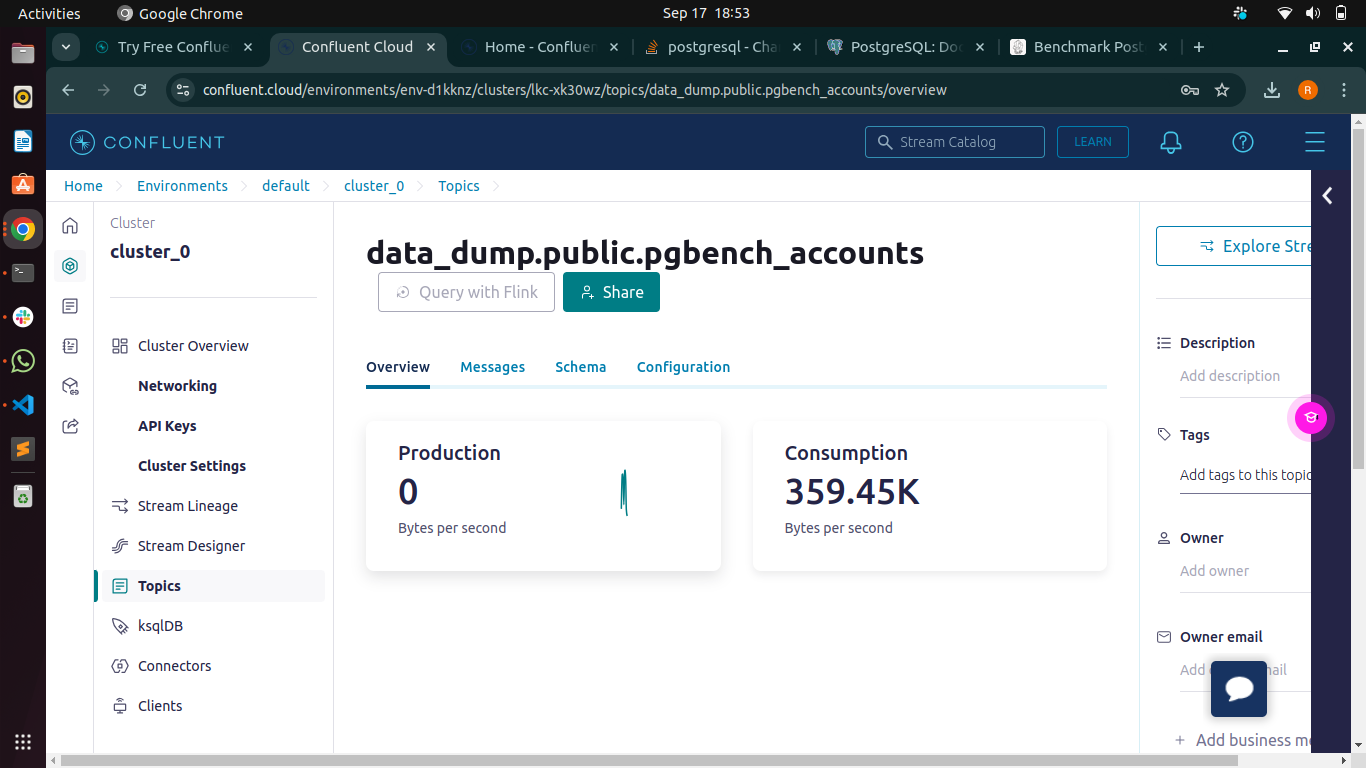 Activities
Google Chrome
Sep 17 18:53
Try Free Conflue
Confluent Cloud
Home - Confluen
postgresql - Cha
PostgreSQL: Doc
Benchmark Post
confluent.cloud/environments/env-d1kknz/clusters/lkc-xk30wz/topics/data_dump.public.pgbench_accounts/overview
R
CONFLUENT
Stream Catalog
LEARN
Home
Environments
default
cluster_0
Topics
Cluster
cluster_0
Cluster Overview
Networking
API Keys
Cluster Settings
Stream Lineage
Stream Designer
Topics
ksqlDB
Connectors
Clients
data_dump.public.pgbench_accounts
Query with Flink
Share
Overview
Messages
Schema
Configuration
Production
0
Bytes per second
Consumption
359.45K
Bytes per second
Explore Stre
Description
Add description
Tags
Add tags to this topic
Owner
Add owner
Owner email
Add
mail
+ Add business me